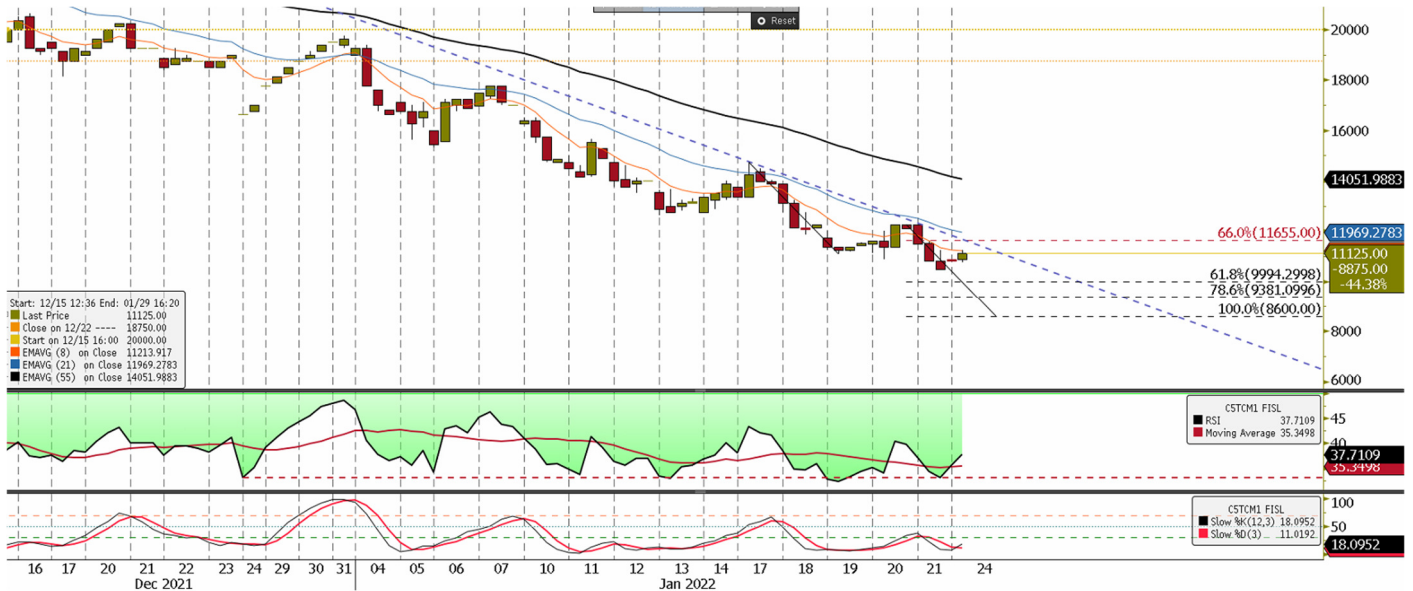 Reset
20000
18000
16000
14051.9883
66.0%(11655.00)
11969.2783
11125.00
-8875.00
-44.38%
61.8%(9994.2998)
78.6%(9381.0996)
100.0%(8600.00)
8000
6000
Start: 12/15 12:36 End: 01/29 16:20
Last Price 11125.00
Close on 12/22 ---- 18750.00
Start on 12/15 16:00 20000.00
EMAVG (8) on Close 11213.917
EMAVG (21) on Close 11969.2783
EMAVG (55) on Close 14051.9883
C5TCM1 FISL
RSI 37.7109
Moving Average 35.3498
45
40
37.7109
35.3498
C5TCM1 FISL
Slow %K(12,3) 18.0952
Slow %D(3) 11.0192
100
50
18.0952
16 17 20 21 22 23 24 29 30 31 04 05 06 07 10 11 12 13 14 17 18 19 20 21 24
Dec 2021 Jan 2022